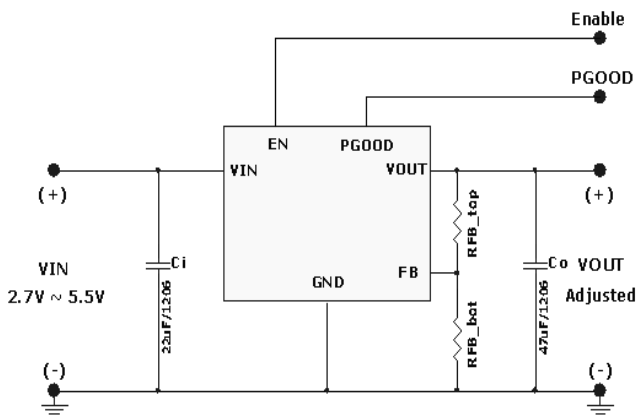 Enable
PGOOD
EN
PGOOD
VIN
VOUT
(+)
(+)
RFB_top
Ci
22uF/1206
VIN
2.7V ~ 5.5V
GND
FB
RFB_bot
Co
47uF/1206
VOUT
Adjusted
(-)
(-)